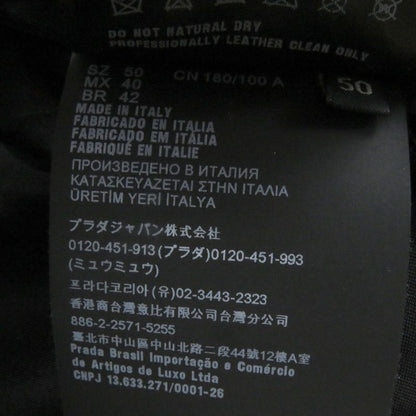 DO NOT NATURAL DRY
PROFESSIONALLY LEATHER CLEAN ONLY
SZ 50 CN 180/100 A
MX 40
BR 42
50
MADE IN ITALY
FABRICADO EN ITALIA
FABRICADO EM ITÁLIA
FABRIQUÉ EN ITALIE
ПРОИЗВЕДЕНО В ИТАЛИЯ
ΚΑΤΑΣΚΕΥΑΖΕΤΑΙ ΣΤΗΝ ΙΤΑΛΙΑ
ÜRETİM YERİ İTALYA
プラダジャパン株式会社
0120-451-913 (プラダ)0120-451-993
(ミュウミュウ)
프라다코리아 (유)02-3443-2323
香港商台灣意比有限公司台灣分公司
886-2-2571-5255
臺北市中山區中山北路二段44號12樓
Prada Brasil Importação e Comércio
de Artigos de Luxo Ltda
CNPJ 13.633.271/0001-26